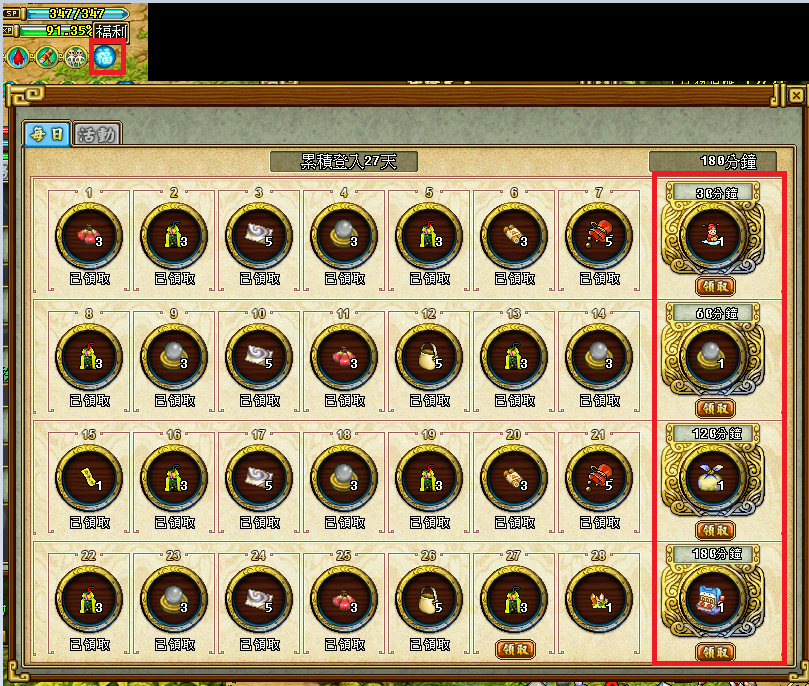 SP 347/347
XP 91.35% 福利
福
每日 活動
累積登入27天 180分鐘
1 2 3 4 5 6 7 30分鐘
3 3 5 3 3 3 5 1
已領取 已領取 已領取 已領取 已領取 已領取 已領取 領取
8 9 10 11 12 13 14 60分鐘
3 3 5 3 5 3 3 1
已領取 已領取 已領取 已領取 已領取 已領取 已領取 領取
15 16 17 18 19 20 21 120分鐘
1 3 5 3 3 3 5 1
已領取 已領取 已領取 已領取 已領取 已領取 已領取 領取
22 23 24 25 26 27 28 180分鐘
3 3 5 3 5 3 1 1
已領取 已領取 已領取 已領取 已領取 領取 領取